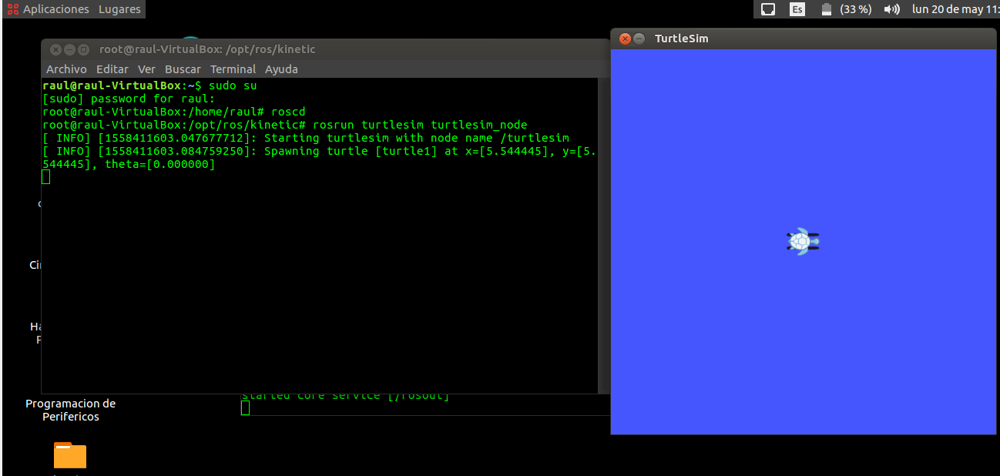 Aplicaciones Lugares
Es (33 %) lun 20 de may 11:
root@raul-VirtualBox: /opt/ros/kinetic
Archivo Editar Ver Buscar Terminal Ayuda
raul@raul-VirtualBox:~$ sudo su
[sudo] password for raul:
root@raul-VirtualBox:/home/raul# roscd
root@raul-VirtualBox:/opt/ros/kinetic# rosrun turtlesim turtlesim_node
[ INFO] [1558411603.047677712]: Starting turtlesim with node name /turtlesim
[ INFO] [1558411603.084759250]: Spawning turtle [turtle1] at x=[5.544445], y=[5.
544445], theta=[0.000000]
started core service [/rosout]
TurtleSim
Programacion de
Perifericos